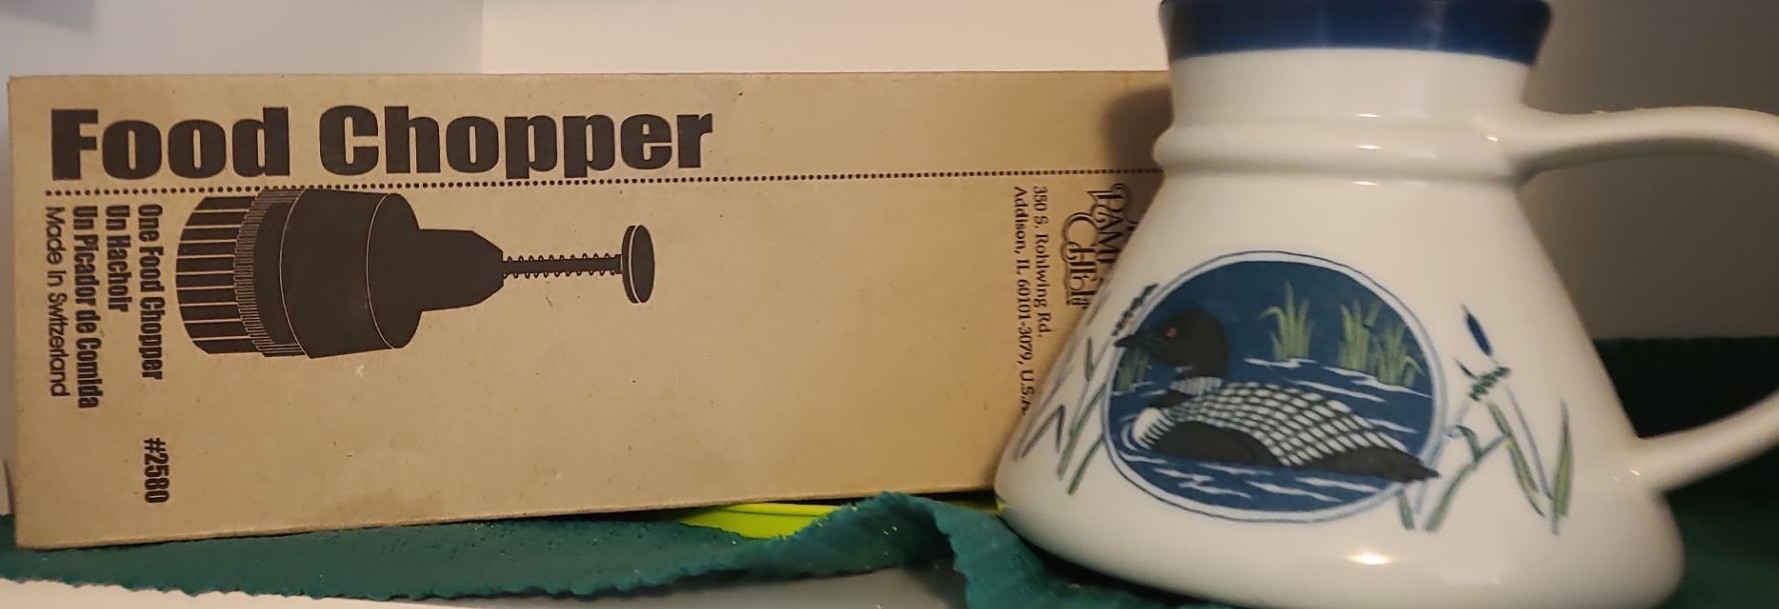 Food Chopper
One Food Chopper
Un Hachoir
Un Picador de Comida
Made in Switzerland
#2580
350 S. Rohlwing Rd.
Addison, IL 60101-3079, U.S.A.